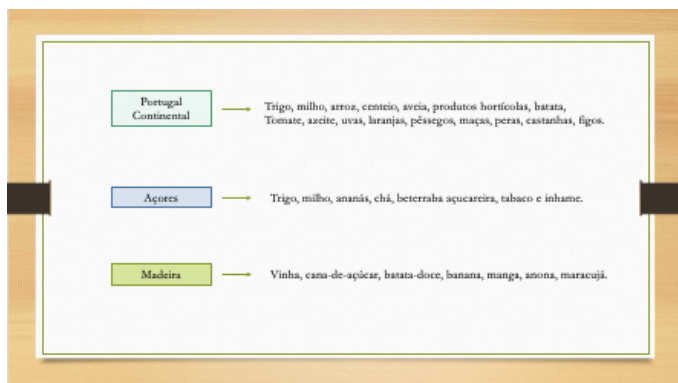 Portugal
Continental
Trigo, milho, arroz, centeio, aveia, produtos hortícolas, batata,
Tomate, azeite, uvas, laranjas, pêssegos, maças, peras, castanhas, figos.
Açores
Trigo, milho, ananás, chá, beterraba açucareira, tabaco e inhame.
Madeira
Vinha, cana-de-açúcar, batata-doce, banana, manga, anona, maracujá.